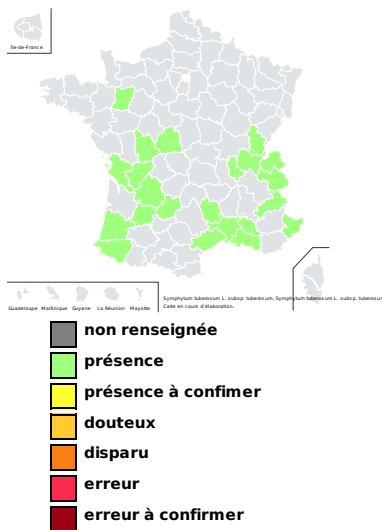 Île-de-France
Guadeloupe Martinique Guyane La Réunion Mayotte
Symphytum tuberosum L. subsp. tuberosum, Symphytum tuberosum L. subsp. tuberosum
Carte en cours d'élaboration.
non renseignée
présence
présence à confimer
douteux
disparu
erreur
erreur à confirmer